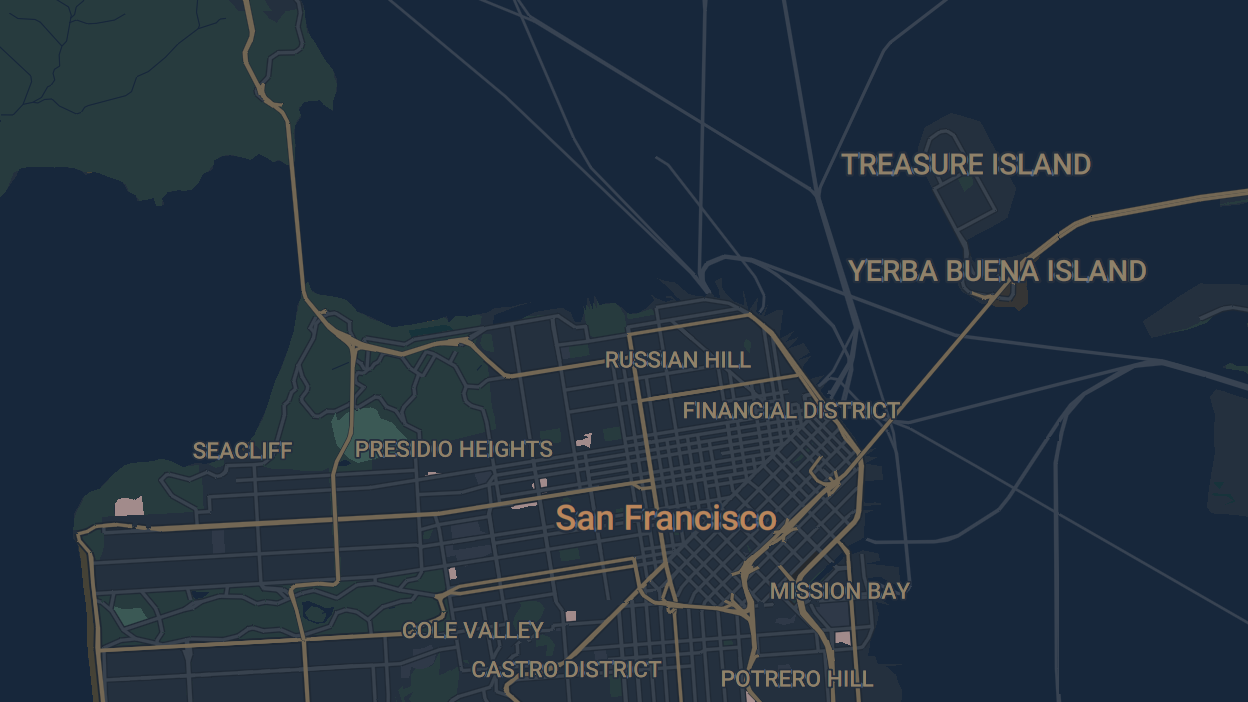 TREASURE ISLAND
YERBA BUENA ISLAND
RUSSIAN HILL
FINANCIAL DISTRICT
SEACLIFF
PRESIDIO HEIGHTS
San Francisco
MISSION BAY
COLE VALLEY
CASTRO DISTRICT
POTRERO HILL